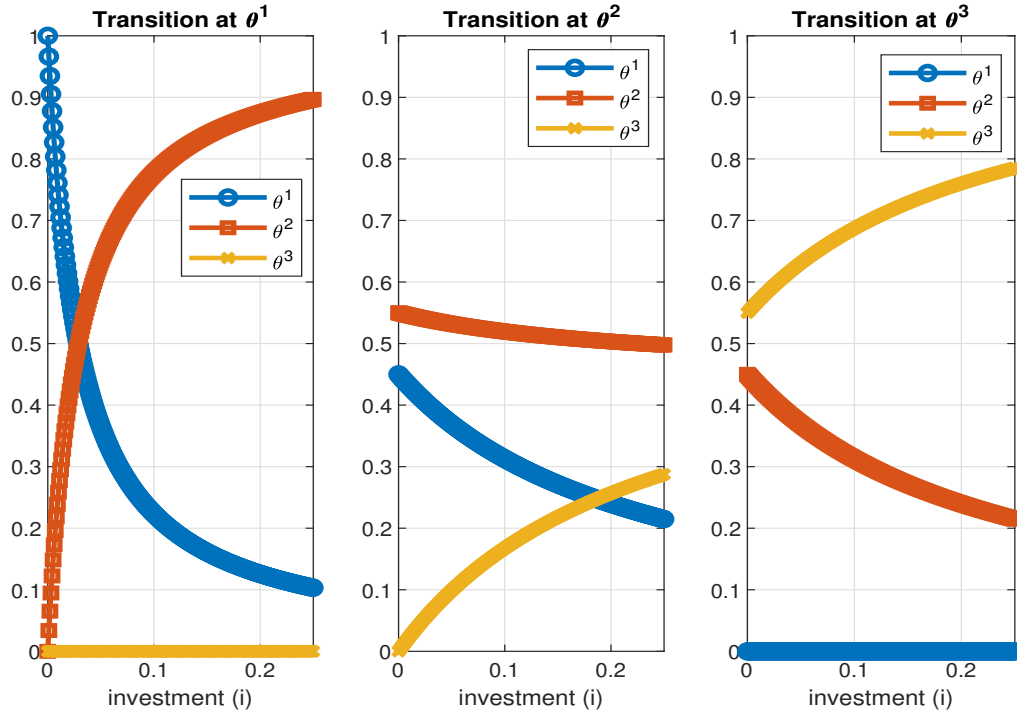 Transition at θ¹
1
0.9
0.8
0.7
0.6
0.5
0.4
0.3
0.2
0.1
0
0 0.1 0.2
investment (i)
θ¹
θ²
θ³
Transition at θ²
1
0.9
0.8
0.7
0.6
0.5
0.4
0.3
0.2
0.1
0
0 0.1 0.2
investment (i)
θ¹
θ²
θ³
Transition at θ³
1
0.9
0.8
0.7
0.6
0.5
0.4
0.3
0.2
0.1
0
0 0.1 0.2
investment (i)
θ¹
θ²
θ³